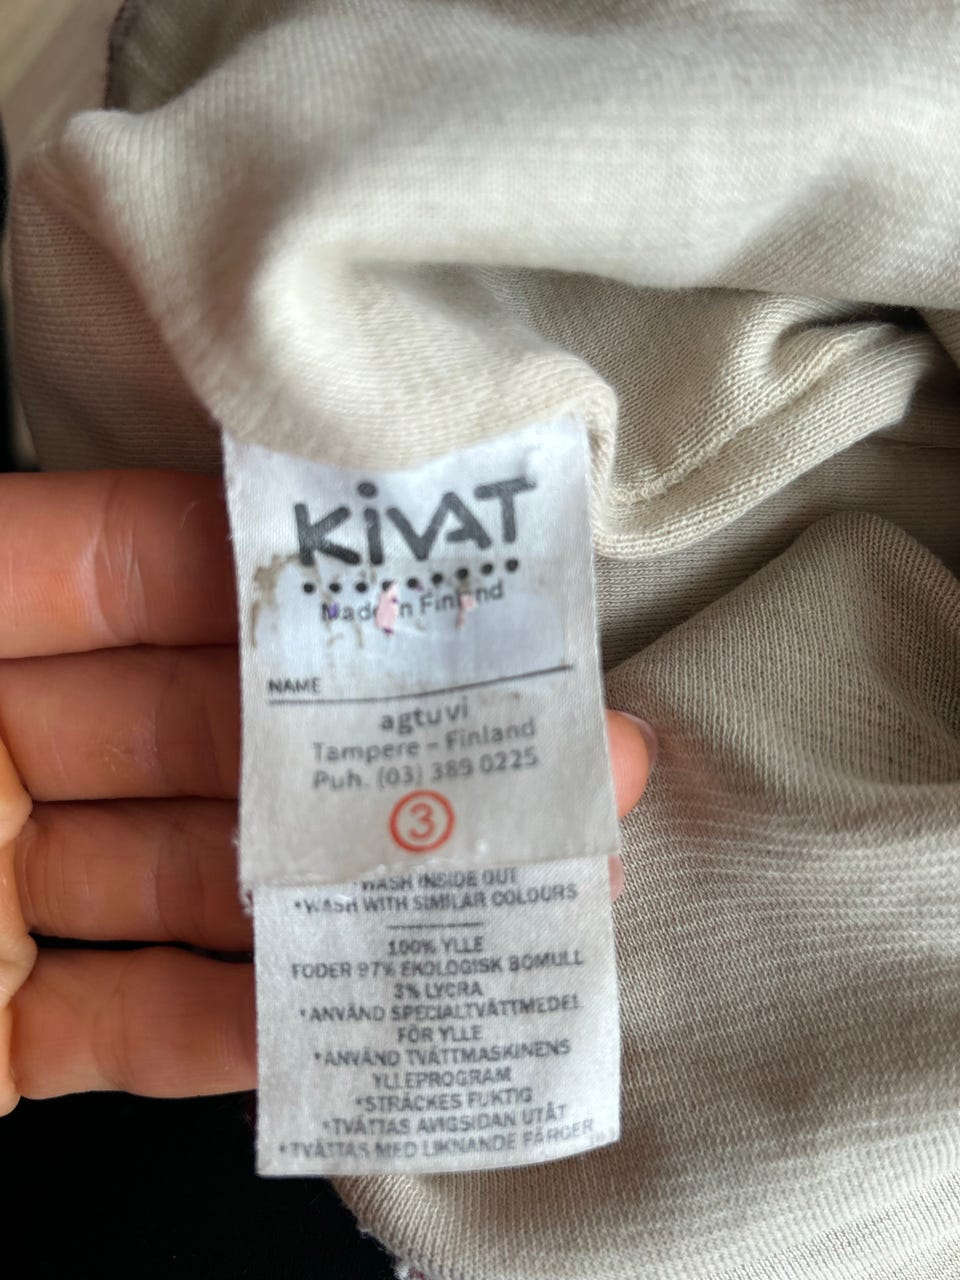 KiVAT
Made in Finland
NAME
agtuvi
Tampere – Finland
Puh. (03) 389 0225
3
WASH INSIDE OUT
*WASH WITH SIMILAR COLOURS
100% YLLE
FODER 97% EKOLOGISK BOMULL
3% LYCRA
*ANVÄND SPECIALTVÄTTMEDEL
FÖR YLLE
*ANVÄND TVÄTTMASKINENS
YLLEPROGRAM
*STRÄCKES FUKTIG
*TVÄTTAS AVIGSIDAN UTÅT
*TVÄTTAS MED LIKNANDE FÄRGER